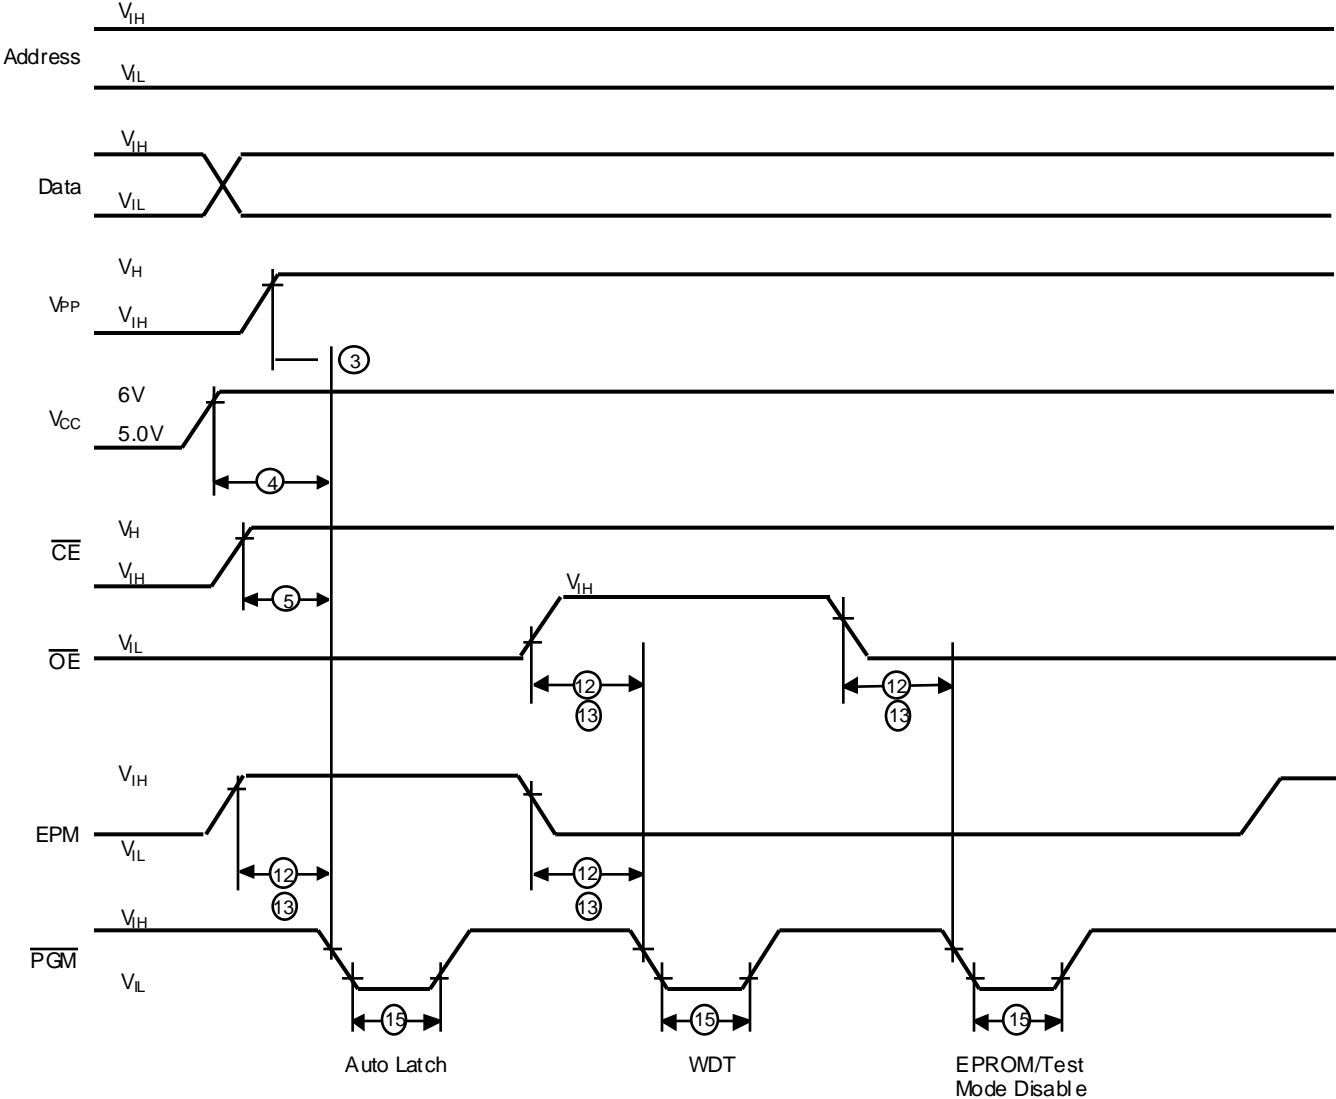 VIH
Address
VIL
VIH
Data
VIL
VH
VPP
VIH
3
6V
VCC
5.0V
4
VH
CE
VIH
VIH
5
VIL
OE
12 12
13 13
VIH
EPM
VIL
12 12
13 13
VIH
PGM
VIL
15 15 15
Auto Latch WDT EPROM/Test
Mode Disable